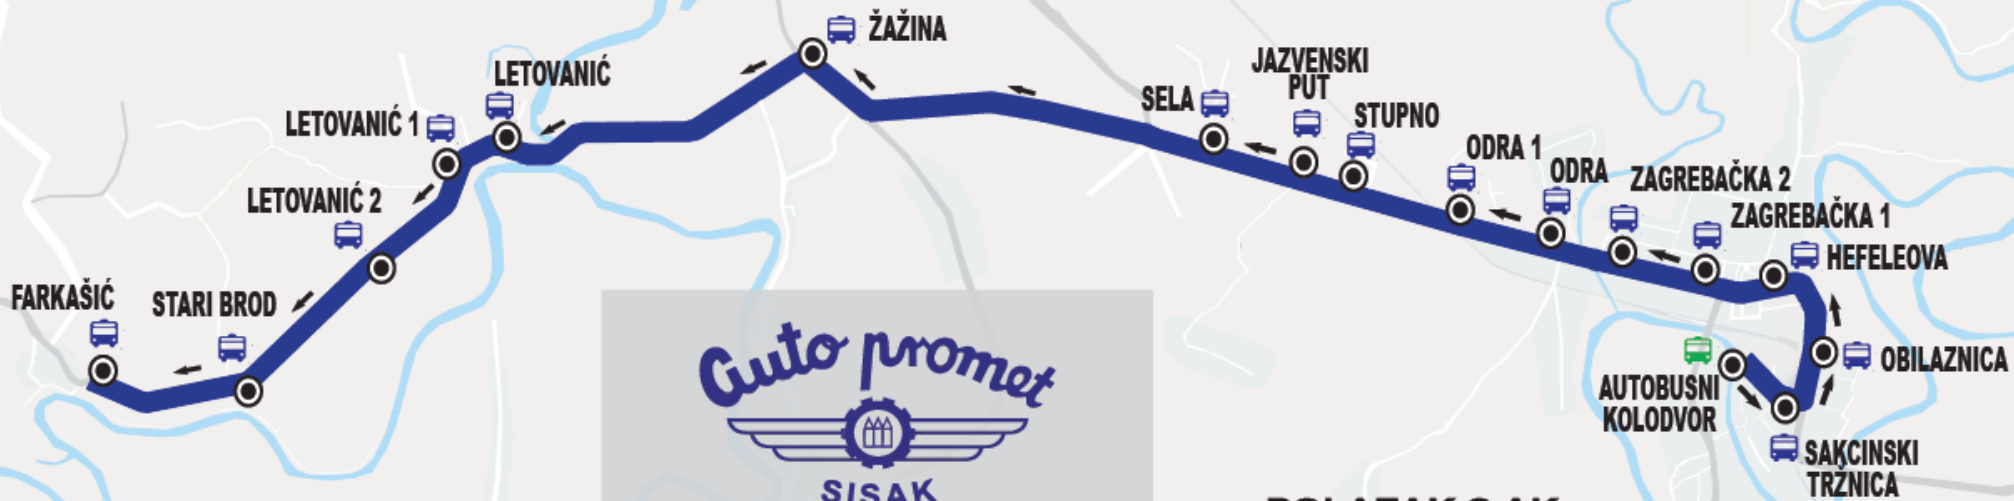 ŽAŽINA
LETOVANIĆ
LETOVANIĆ 1
LETOVANIĆ 2
FARKAŠIĆ
STARI BROD
SELA
JAZVENSKI
PUT
STUPNO
ODRA 1
ODRA
ZAGREBAČKA 2
ZAGREBAČKA 1
HEFELEOVA
OBILAZNICA
AUTOBUSNI
KOLODVOR
SAKCINSKI
TRŽNICA
Auto promet
SISAK